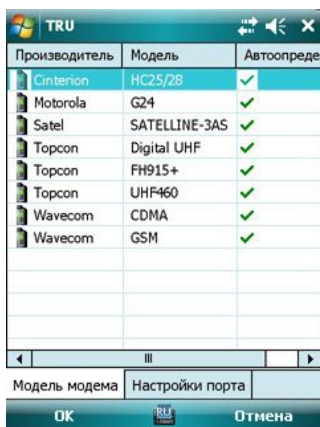 TRU
Производитель Модель Автоопреде
Cinterion HC25/28
Motorola G24
Satel SATELLINE-3AS
Topcon Digital UHF
Topcon FH915+
Topcon UHF460
Wavecom CDMA
Wavecom GSM
Модель модема Настройки порта
OK RU Отмена